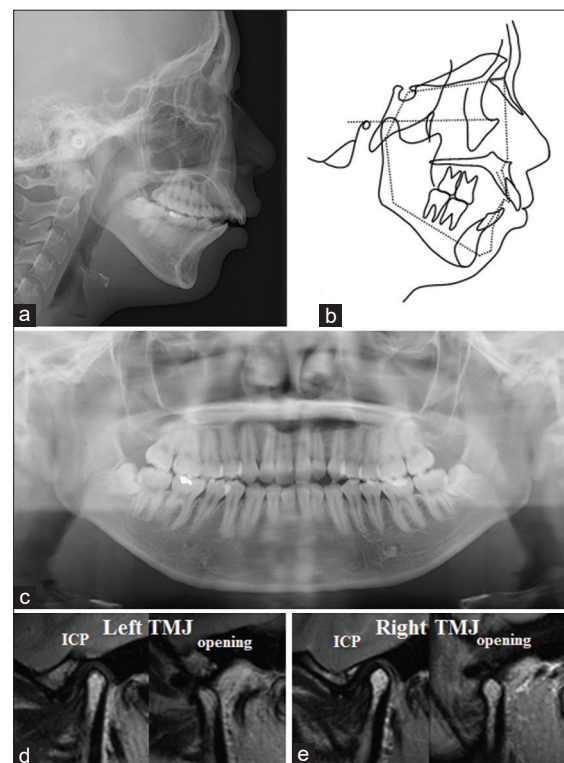 a
b
c
Left TMJ
ICP
opening
d
Right TMJ
ICP
opening
e